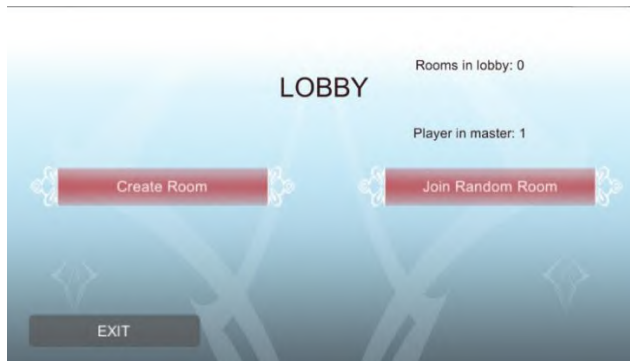 Rooms in lobby: 0
LOBBY
Player in master: 1
Create Room
Join Random Room
EXIT